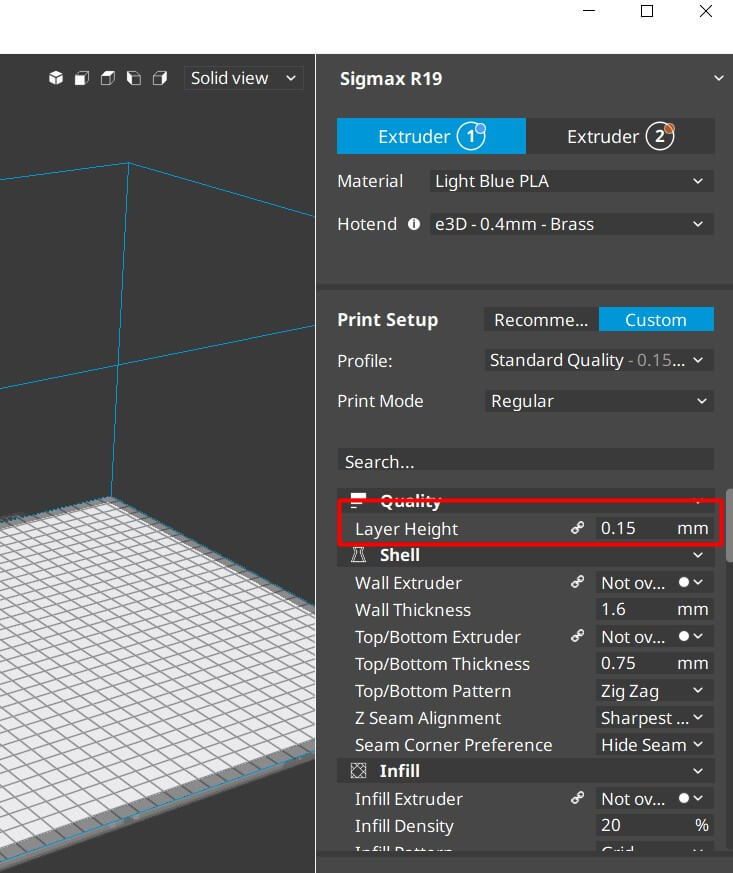 Solid view
Sigmax R19
Extruder 1 Extruder 2
Material Light Blue PLA
Hotend e3D - 0.4mm - Brass
Print Setup Recomme... Custom
Profile: Standard Quality - 0.15...
Print Mode Regular
Search...
Quality
Layer Height 0.15 mm
Shell
Wall Extruder Not ov...
Wall Thickness 1.6 mm
Top/Bottom Extruder Not ov...
Top/Bottom Thickness 0.75 mm
Top/Bottom Pattern Zig Zag
Z Seam Alignment Sharpest ...
Seam Corner Preference Hide Seam
Infill
Infill Extruder Not ov...
Infill Density 20 %
Infill Pattern Grid